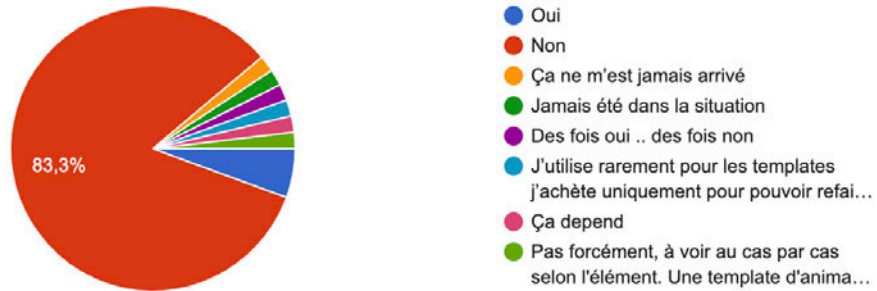 83,3%
Oui
Non
Ça ne m'est jamais arrivé
Jamais été dans la situation
Des fois oui .. des fois non
J'utilise rarement pour les templates
j'achète uniquement pour pouvoir refai…
Ça depend
Pas forcément, à voir au cas par cas
selon l'élément. Une template d'anima…